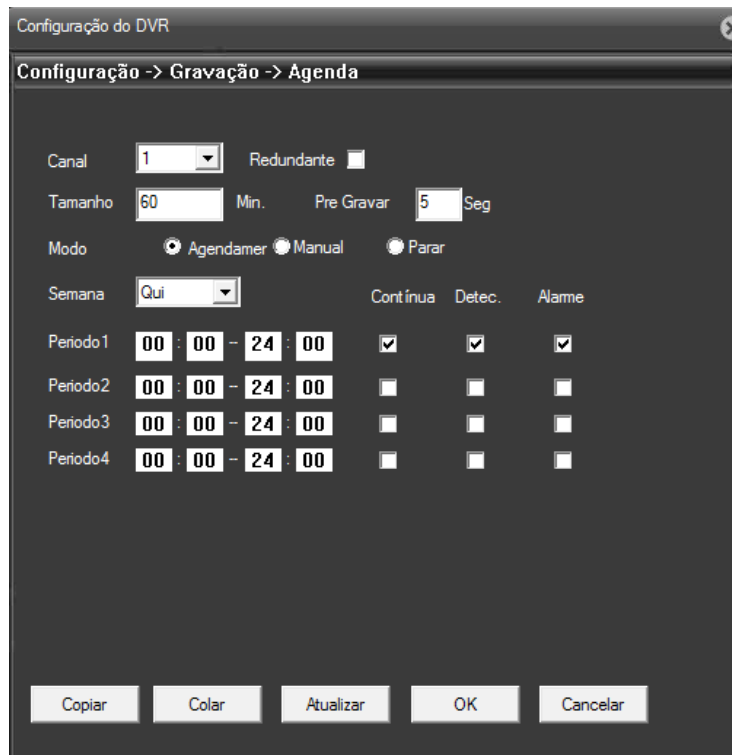 Configuração do DVR
Configuração -> Gravação -> Agenda
Canal 1 Redundante
Tamanho 60 Min. Pre Gravar 5 Seg
Modo Agendamer Manual Parar
Semana Qui Contínua Detec. Alarme
Periodo1 00 : 00 - 24 : 00
Periodo2 00 : 00 - 24 : 00
Periodo3 00 : 00 - 24 : 00
Periodo4 00 : 00 - 24 : 00
Copiar Colar Atualizar OK Cancelar